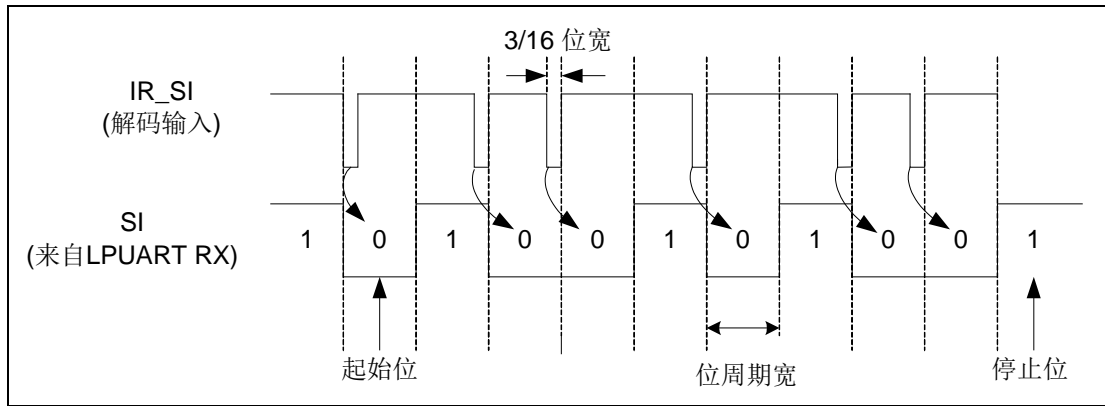 3/16 位宽
IR_SI
(解码输入)
SI
(来自LPUART RX)
1 0 1 0 0 1 0 1 0 0 1
起始位
位周期宽
停止位